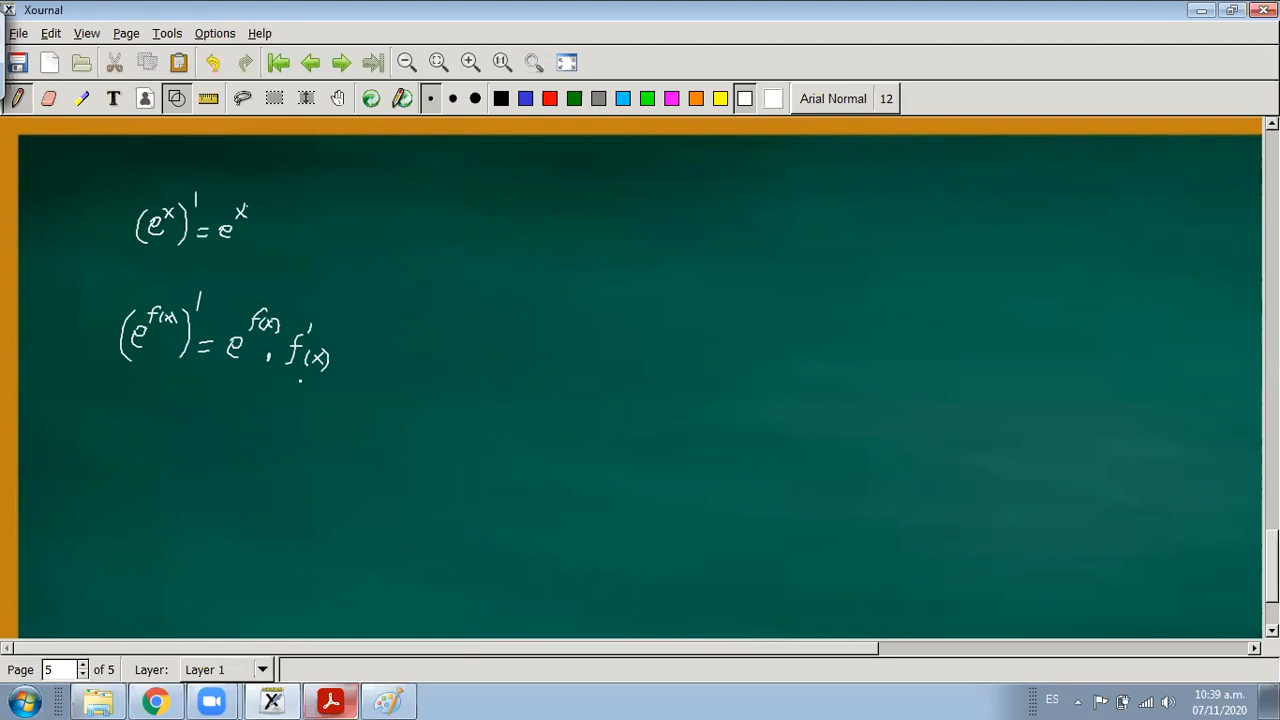 Xournal
File Edit View Page Tools Options Help
Arial Normal 12
(e^x)' = e^x
(e^f(x))' = e^f(x) . f'(x)
Page 5 of 5 Layer: Layer 1
ES 10:39 a.m.
07/11/2020